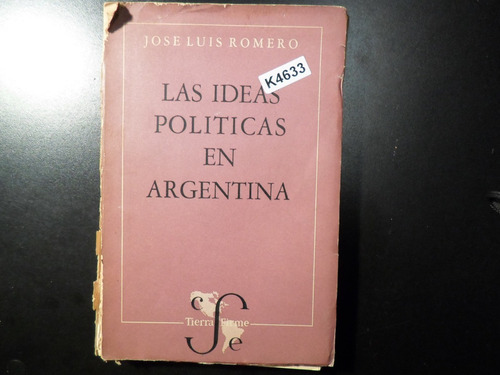 JOSE LUIS ROMERO
K4633
LAS IDEAS
POLITICAS
EN
ARGENTINA
c f
Tierra Firme
e